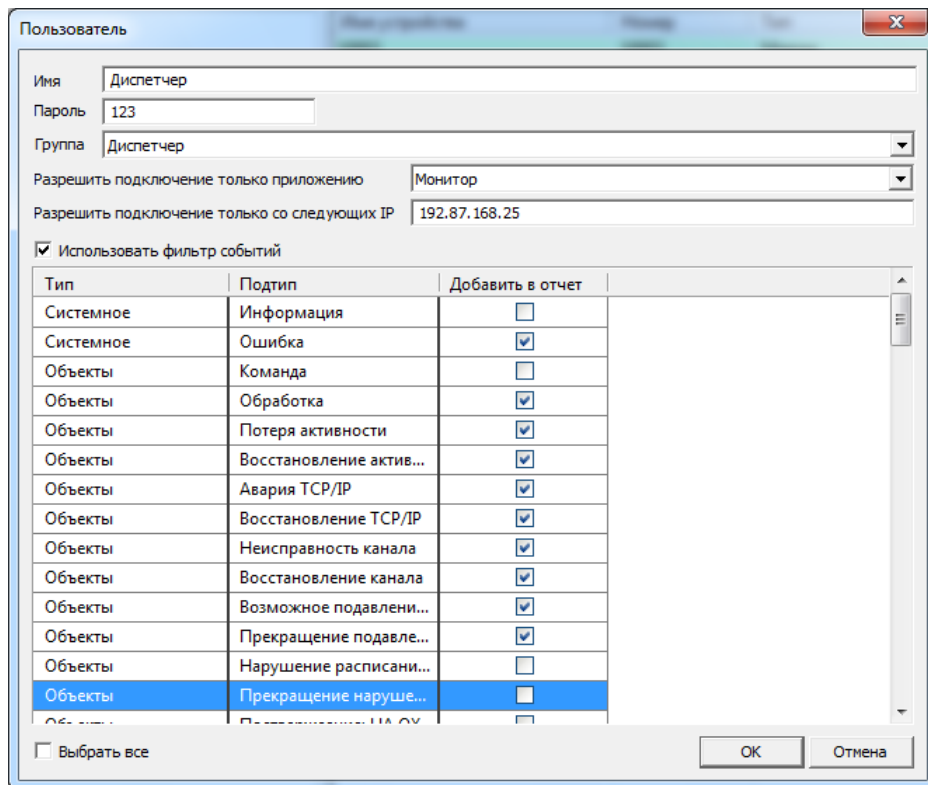 Пользователь
Имя Диспетчер
Пароль 123
Группа Диспетчер
Разрешить подключение только приложению Монитор
Разрешить подключение только со следующих IP 192.87.168.25
Использовать фильтр событий
Тип Подтип Добавить в отчет
Системное Информация
Системное Ошибка
Объекты Команда
Объекты Обработка
Объекты Потеря активности
Объекты Восстановление актив...
Объекты Авария TCP/IP
Объекты Восстановление TCP/IP
Объекты Неисправность канала
Объекты Восстановление канала
Объекты Возможное подавлени...
Объекты Прекращение подавле...
Объекты Нарушение расписани...
Объекты Прекращение наруше...
Выбрать все OK Отмена